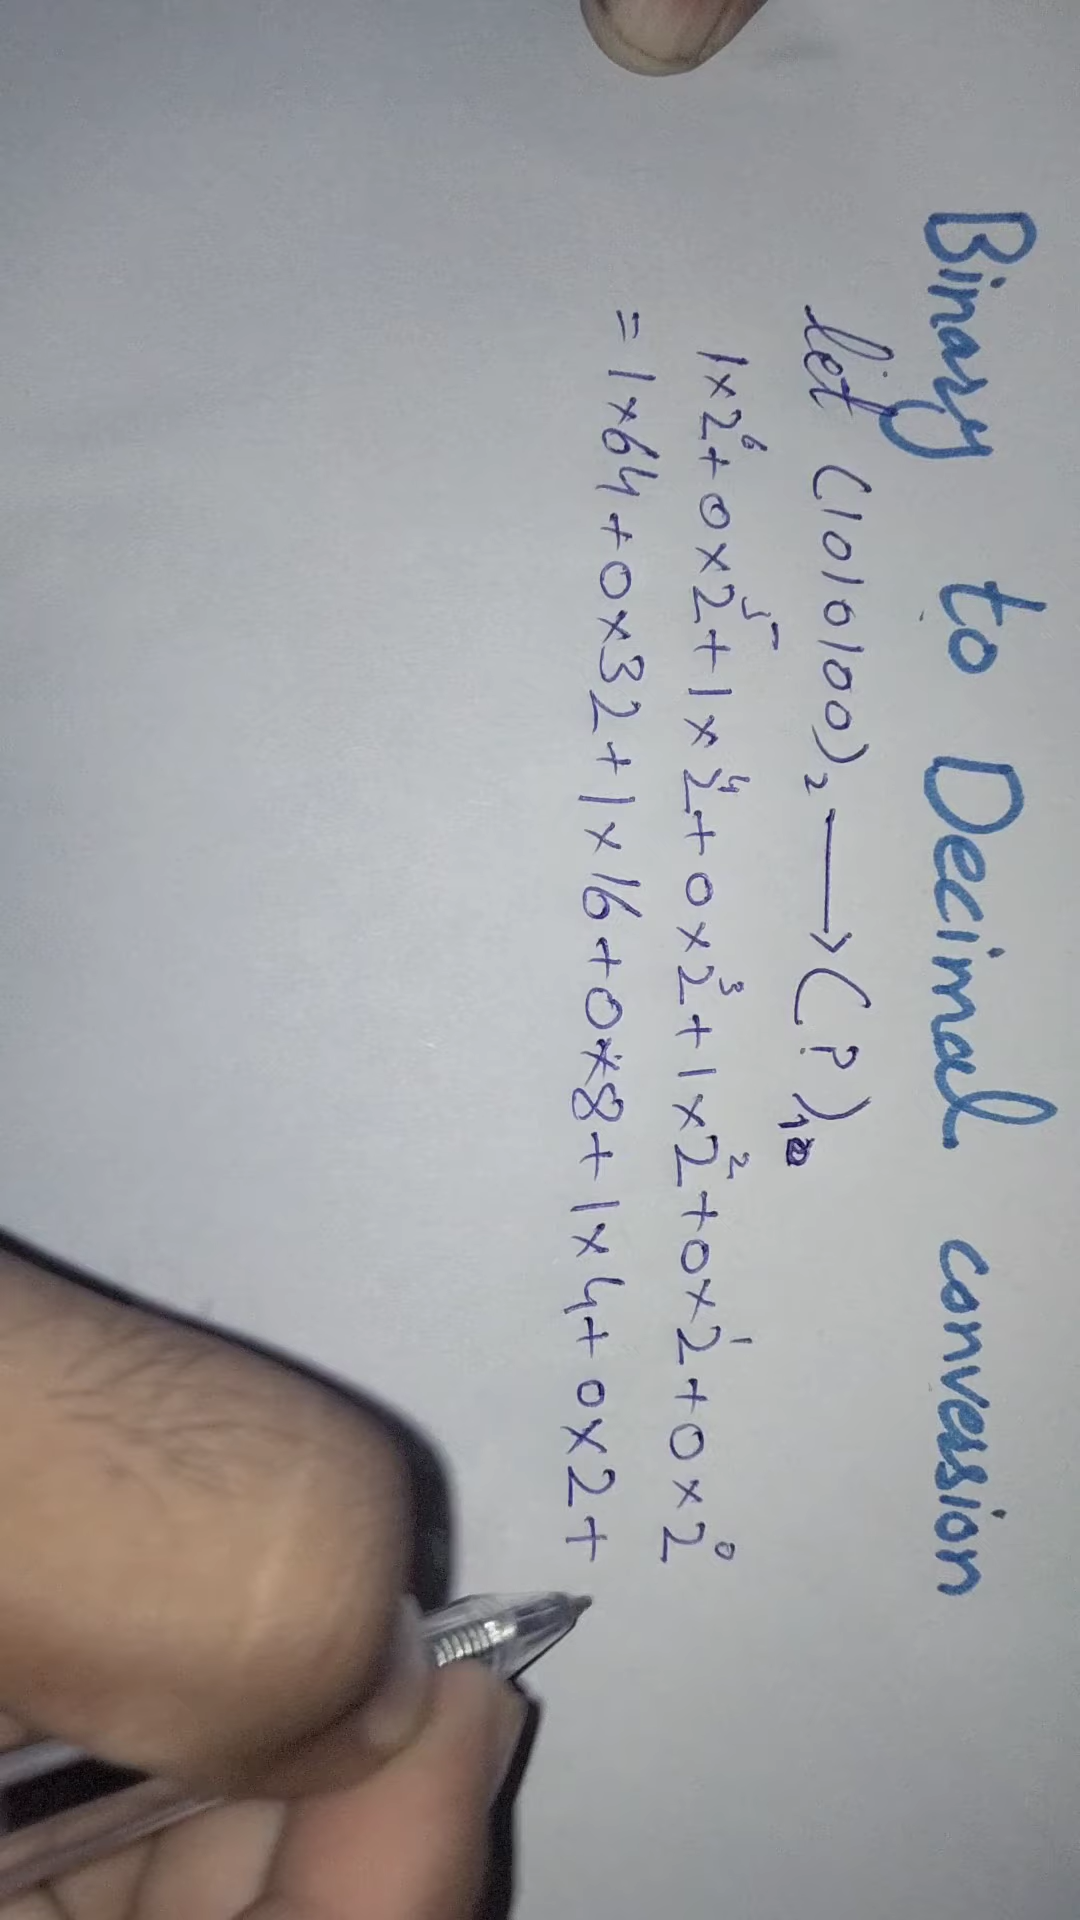 Binary to Decimal conversion
let (1010100)₂ → (?)₁₀
1×2⁶+0×2⁵+1×2⁴+0×2³+1×2²+0×2¹+0×2⁰
=1×64+0×32+1×16+0×8+1×4+0×2+